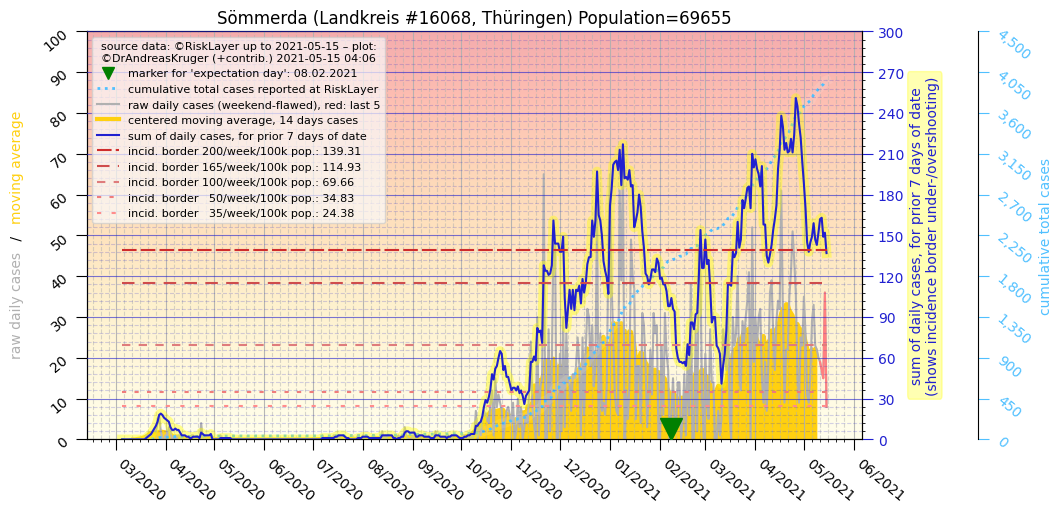 Sömmerda (Landkreis #16068, Thüringen) Population=69655
source data: ©RiskLayer up to 2021-05-15 – plot:
©DrAndreasKruger (+contrib.) 2021-05-15 04:06
marker for 'expectation day': 08.02.2021
cumulative total cases reported at RiskLayer
raw daily cases (weekend-flawed), red: last 5
centered moving average, 14 days cases
sum of daily cases, for prior 7 days of date
incid. border 200/week/100k pop.: 139.31
incid. border 165/week/100k pop.: 114.93
incid. border 100/week/100k pop.: 69.66
incid. border   50/week/100k pop.: 34.83
incid. border   35/week/100k pop.: 24.38
raw daily cases  /  moving average
100
90
80
70
60
50
40
30
20
10
0
03/2020
04/2020
05/2020
06/2020
07/2020
08/2020
09/2020
10/2020
11/2020
12/2020
01/2021
02/2021
03/2021
04/2021
05/2021
06/2021
300
270
240
210
180
150
120
90
60
30
0
sum of daily cases, for prior 7 days of date
(shows incidence border under-/overshooting)
4,500
4,050
3,600
3,150
2,700
2,250
1,800
1,350
900
450
0
cumulative total cases